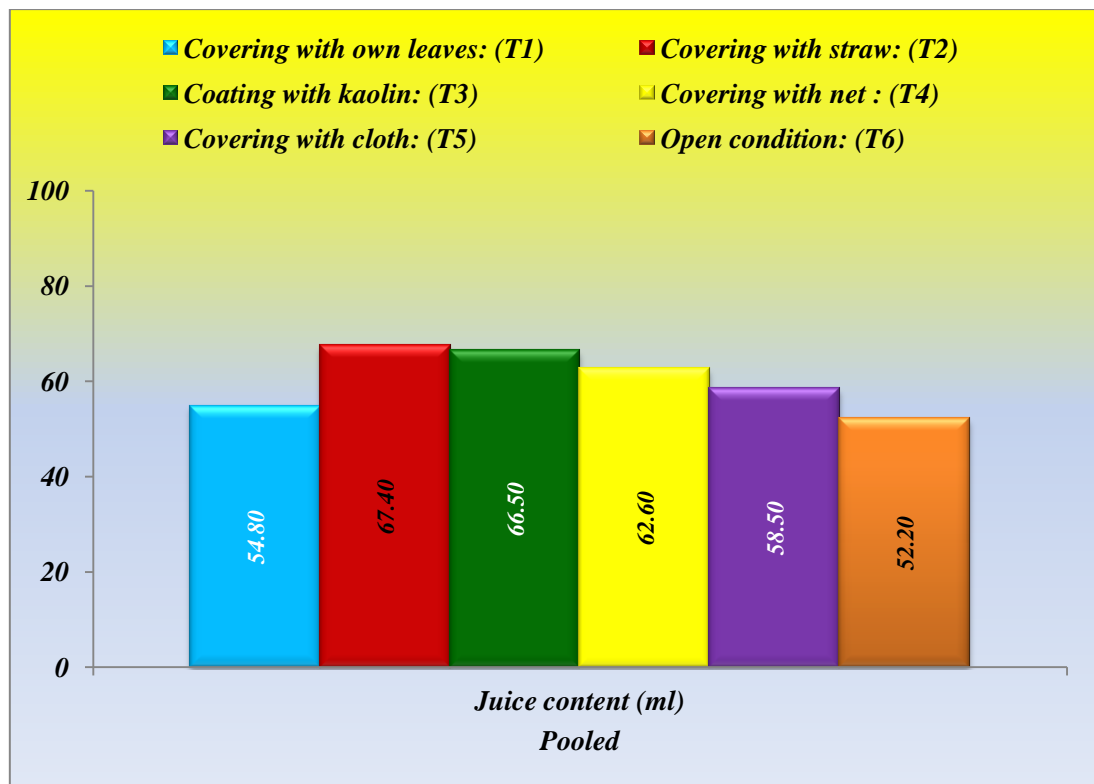 Covering with own leaves: (T1)
Covering with straw: (T2)
Coating with kaolin: (T3)
Covering with net : (T4)
Covering with cloth: (T5)
Open condition: (T6)
100
80
60
40
20
0
54.80
67.40
66.50
62.60
58.50
52.20
Juice content (ml)
Pooled